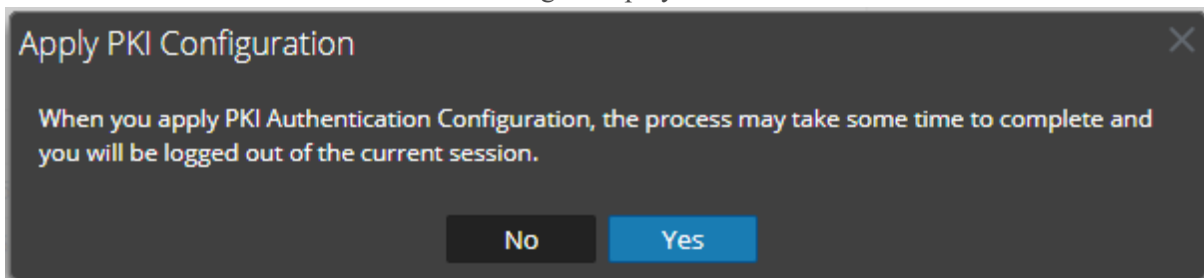 Apply PKI Configuration
When you apply PKI Authentication Configuration, the process may take some time to complete and
you will be logged out of the current session.
No Yes